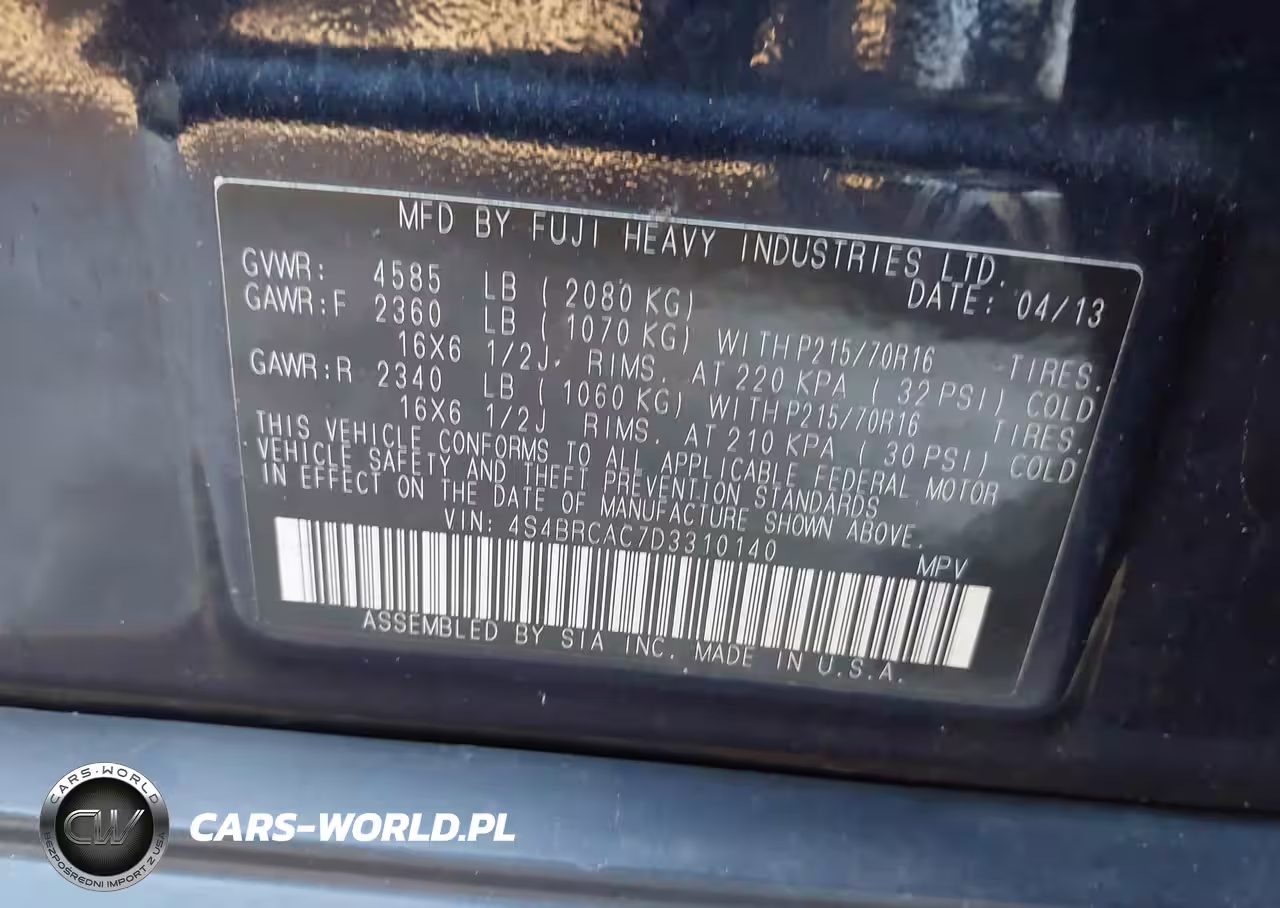 MFD BY FUJI HEAVY INDUSTRIES LTD.
DATE: 04/13
GVWR: 4585 LB (2080 KG)
GAWR:F 2360 LB (1070 KG) WITH P215/70R16 TIRES.
16X6 1/2J. RIMS. AT 220 KPA (32 PSI) COLD
GAWR:R 2340 LB (1060 KG) WITH P215/70R16 TIRES.
16X6 1/2J RIMS. AT 210 KPA (30 PSI) COLD
THIS VEHICLE CONFORMS TO ALL APPLICABLE FEDERAL MOTOR
VEHICLE SAFETY AND THEFT PREVENTION STANDARDS
IN EFFECT ON THE DATE OF MANUFACTURE SHOWN ABOVE.
VIN: 4S4BRCAC7D3310140 MPV
ASSEMBLED BY SIA INC. MADE IN U.S.A.
CARS-WORLD
CW
BEZPOŚREDNI IMPORT Z USA
CARS-WORLD.PL